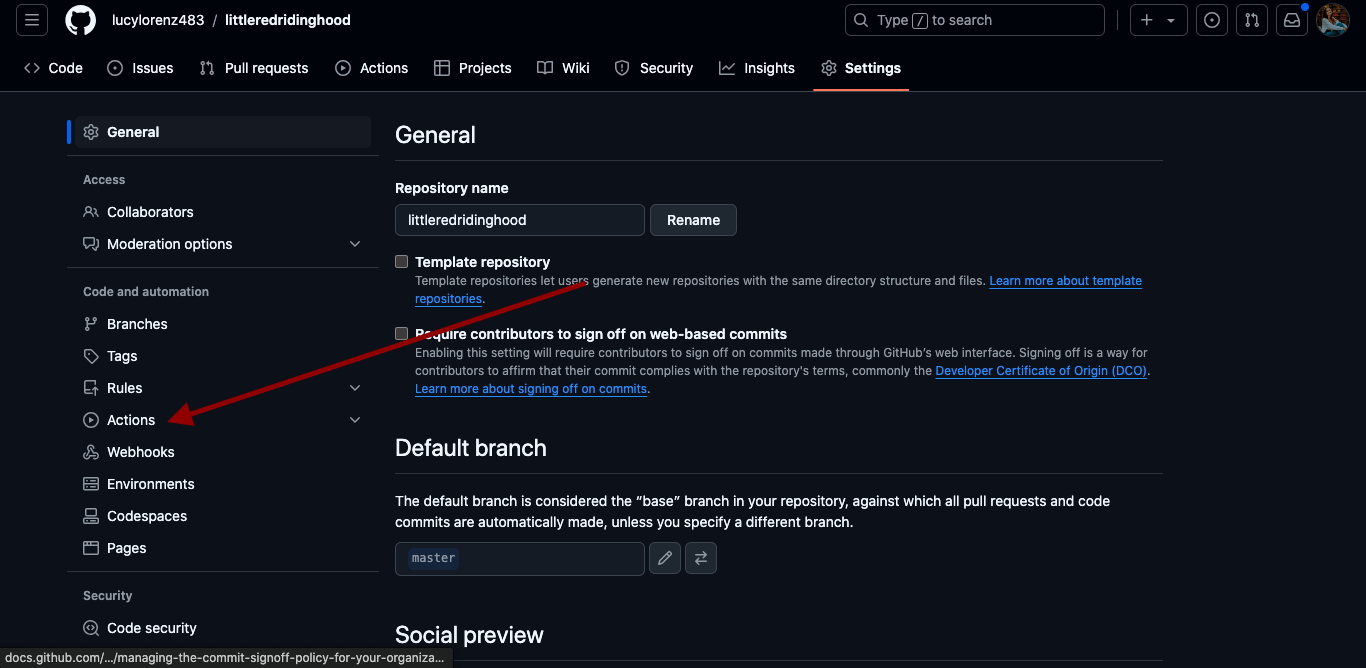 lucylorenz483 / littleredridinghood
Type / to search
Code Issues Pull requests Actions Projects Wiki Security Insights Settings
General
Access
Collaborators
Moderation options
Code and automation
Branches
Tags
Rules
Actions
Webhooks
Environments
Codespaces
Pages
Security
Code security
General
Repository name
littleredridinghood Rename
Template repository
Template repositories let users generate new repositories with the same directory structure and files. Learn more about template
repositories.
Require contributors to sign off on web-based commits
Enabling this setting will require contributors to sign off on commits made through GitHub's web interface. Signing off is a way for
contributors to affirm that their commit complies with the repository's terms, commonly the Developer Certificate of Origin (DCO).
Learn more about signing off on commits.
Default branch
The default branch is considered the “base” branch in your repository, against which all pull requests and code
commits are automatically made, unless you specify a different branch.
master
Social preview
docs.github.com/.../managing-the-commit-signoff-policy-for-your-organiza...